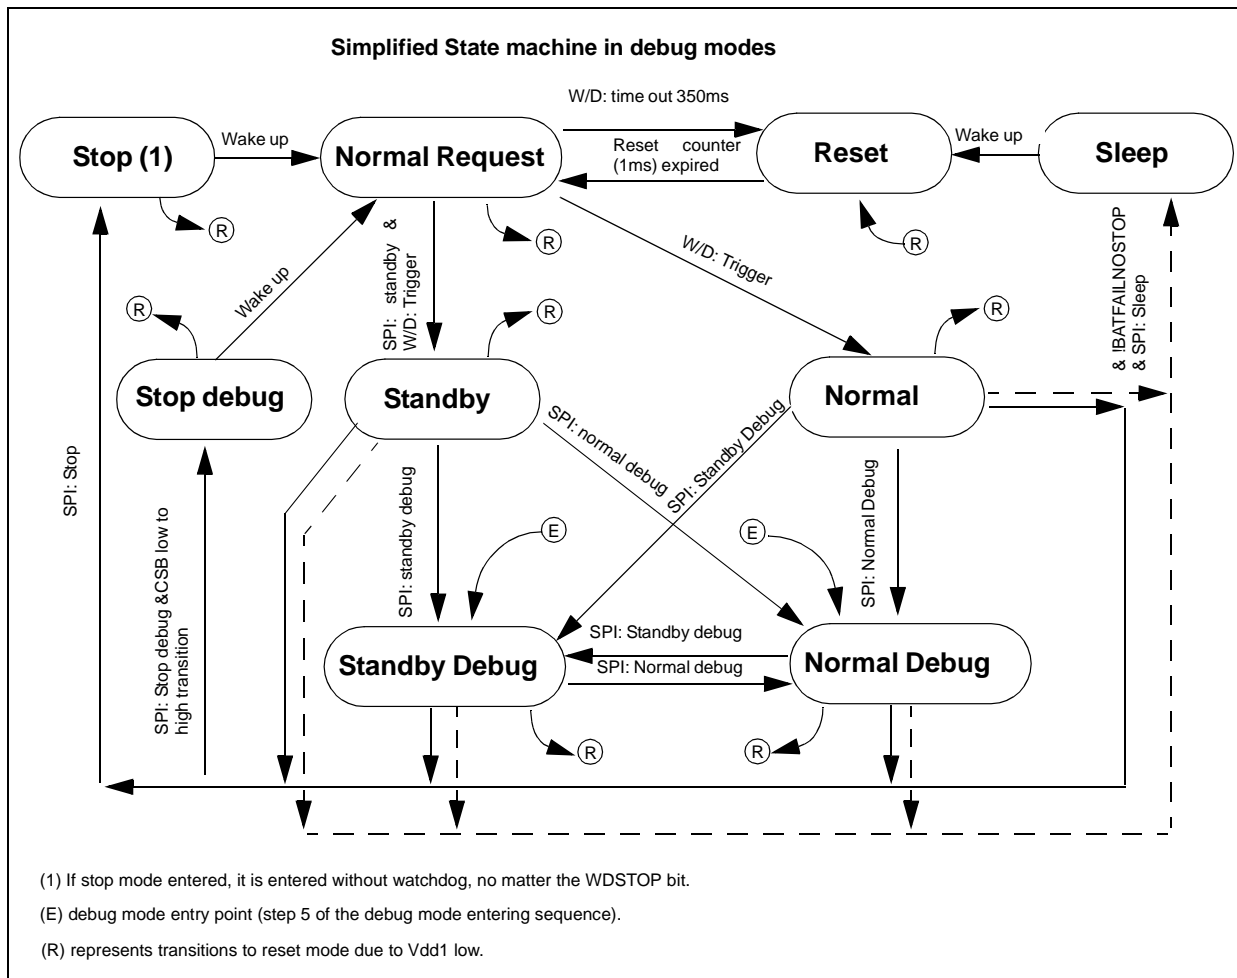 Simplified State machine in debug modes
W/D: time out 350ms
Wake up
Reset counter
(1ms) expired
Wake up
Stop (1)
Normal Request
Reset
Sleep
R
R
R
SPI: standby &
W/D: Trigger
W/D: Trigger
& !BATFAILNOSTOP
& SPI: Sleep
Wake up
R
R
R
Stop debug
Standby
Normal
SPI: Stop
SPI: normal debug
SPI: Standby Debug
SPI: standby debug
E
E
SPI: Normal Debug
SPI: Stop debug &CSB low to
high transition
SPI: Standby debug
Standby Debug
Normal Debug
SPI: Normal debug
R
R
(1) If stop mode entered, it is entered without watchdog, no matter the WDSTOP bit.
(E) debug mode entry point (step 5 of the debug mode entering sequence).
(R) represents transitions to reset mode due to Vdd1 low.